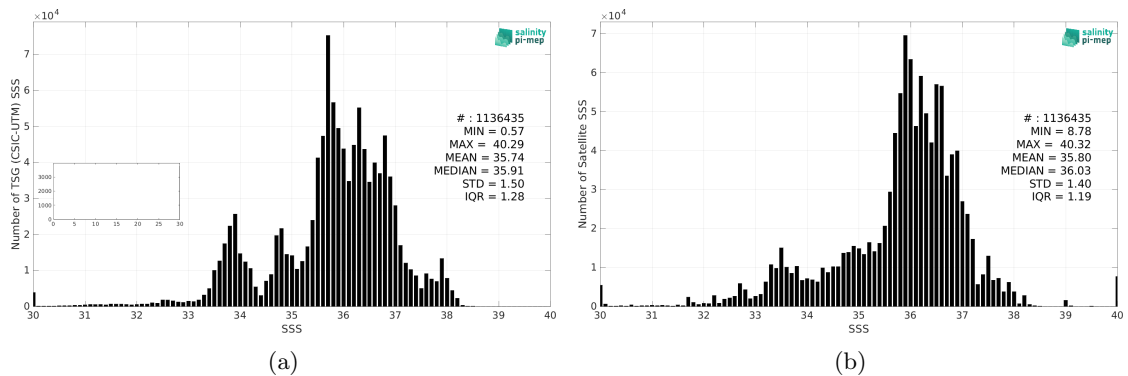 ×10⁴
7
6
5
4
3
2
1
0
Number of TSG (CSIC-UTM) SSS
salinity
pi-mep
# : 1136435
MIN = 0.57
MAX = 40.29
MEAN = 35.74
MEDIAN = 35.91
STD = 1.50
IQR = 1.28
3000
2000
1000
0
0 5 10 15 20 25 30
30 31 32 33 34 35 36 37 38 39 40
SSS
(a)
×10⁴
7
6
5
4
3
2
1
0
Number of Satellite SSS
salinity
pi-mep
# : 1136435
MIN = 8.78
MAX = 40.32
MEAN = 35.80
MEDIAN = 36.03
STD = 1.40
IQR = 1.19
30 31 32 33 34 35 36 37 38 39 40
SSS
(b)